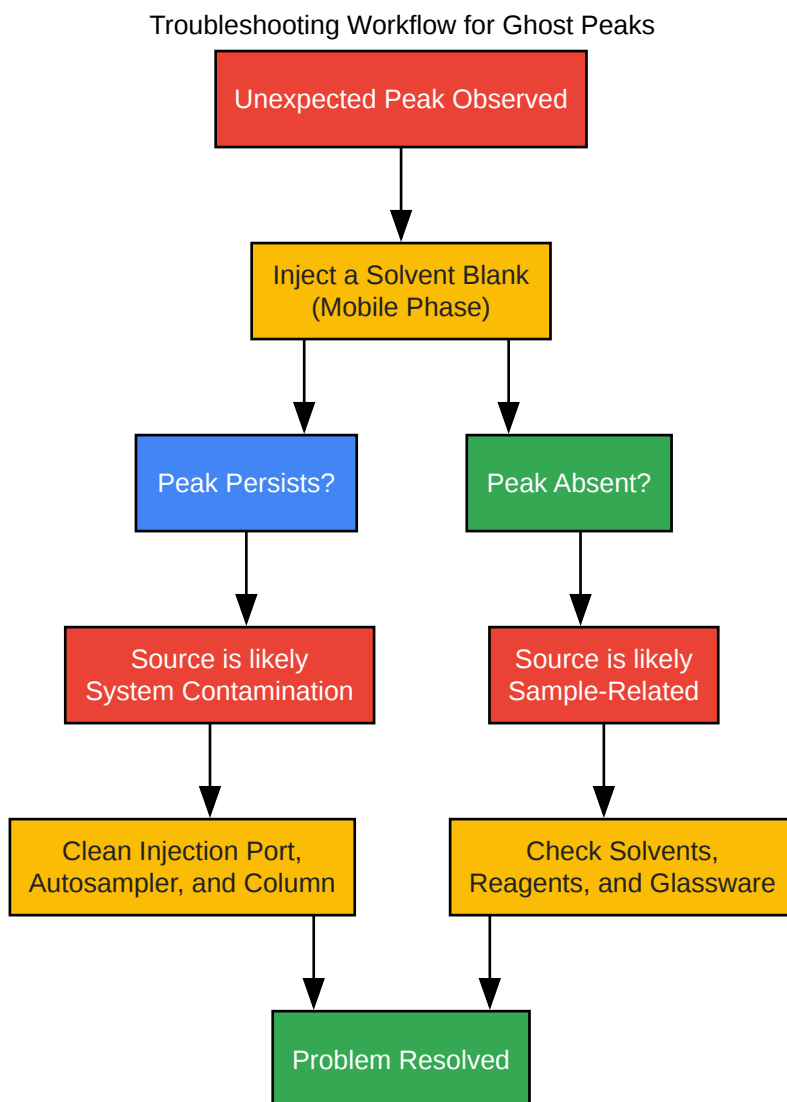 Troubleshooting Workflow for Ghost Peaks
Unexpected Peak Observed
Inject a Solvent Blank
(Mobile Phase)
Peak Persists?
Peak Absent?
Source is likely
System Contamination
Source is likely
Sample-Related
Clean Injection Port,
Autosampler, and Column
Check Solvents,
Reagents, and Glassware
Problem Resolved